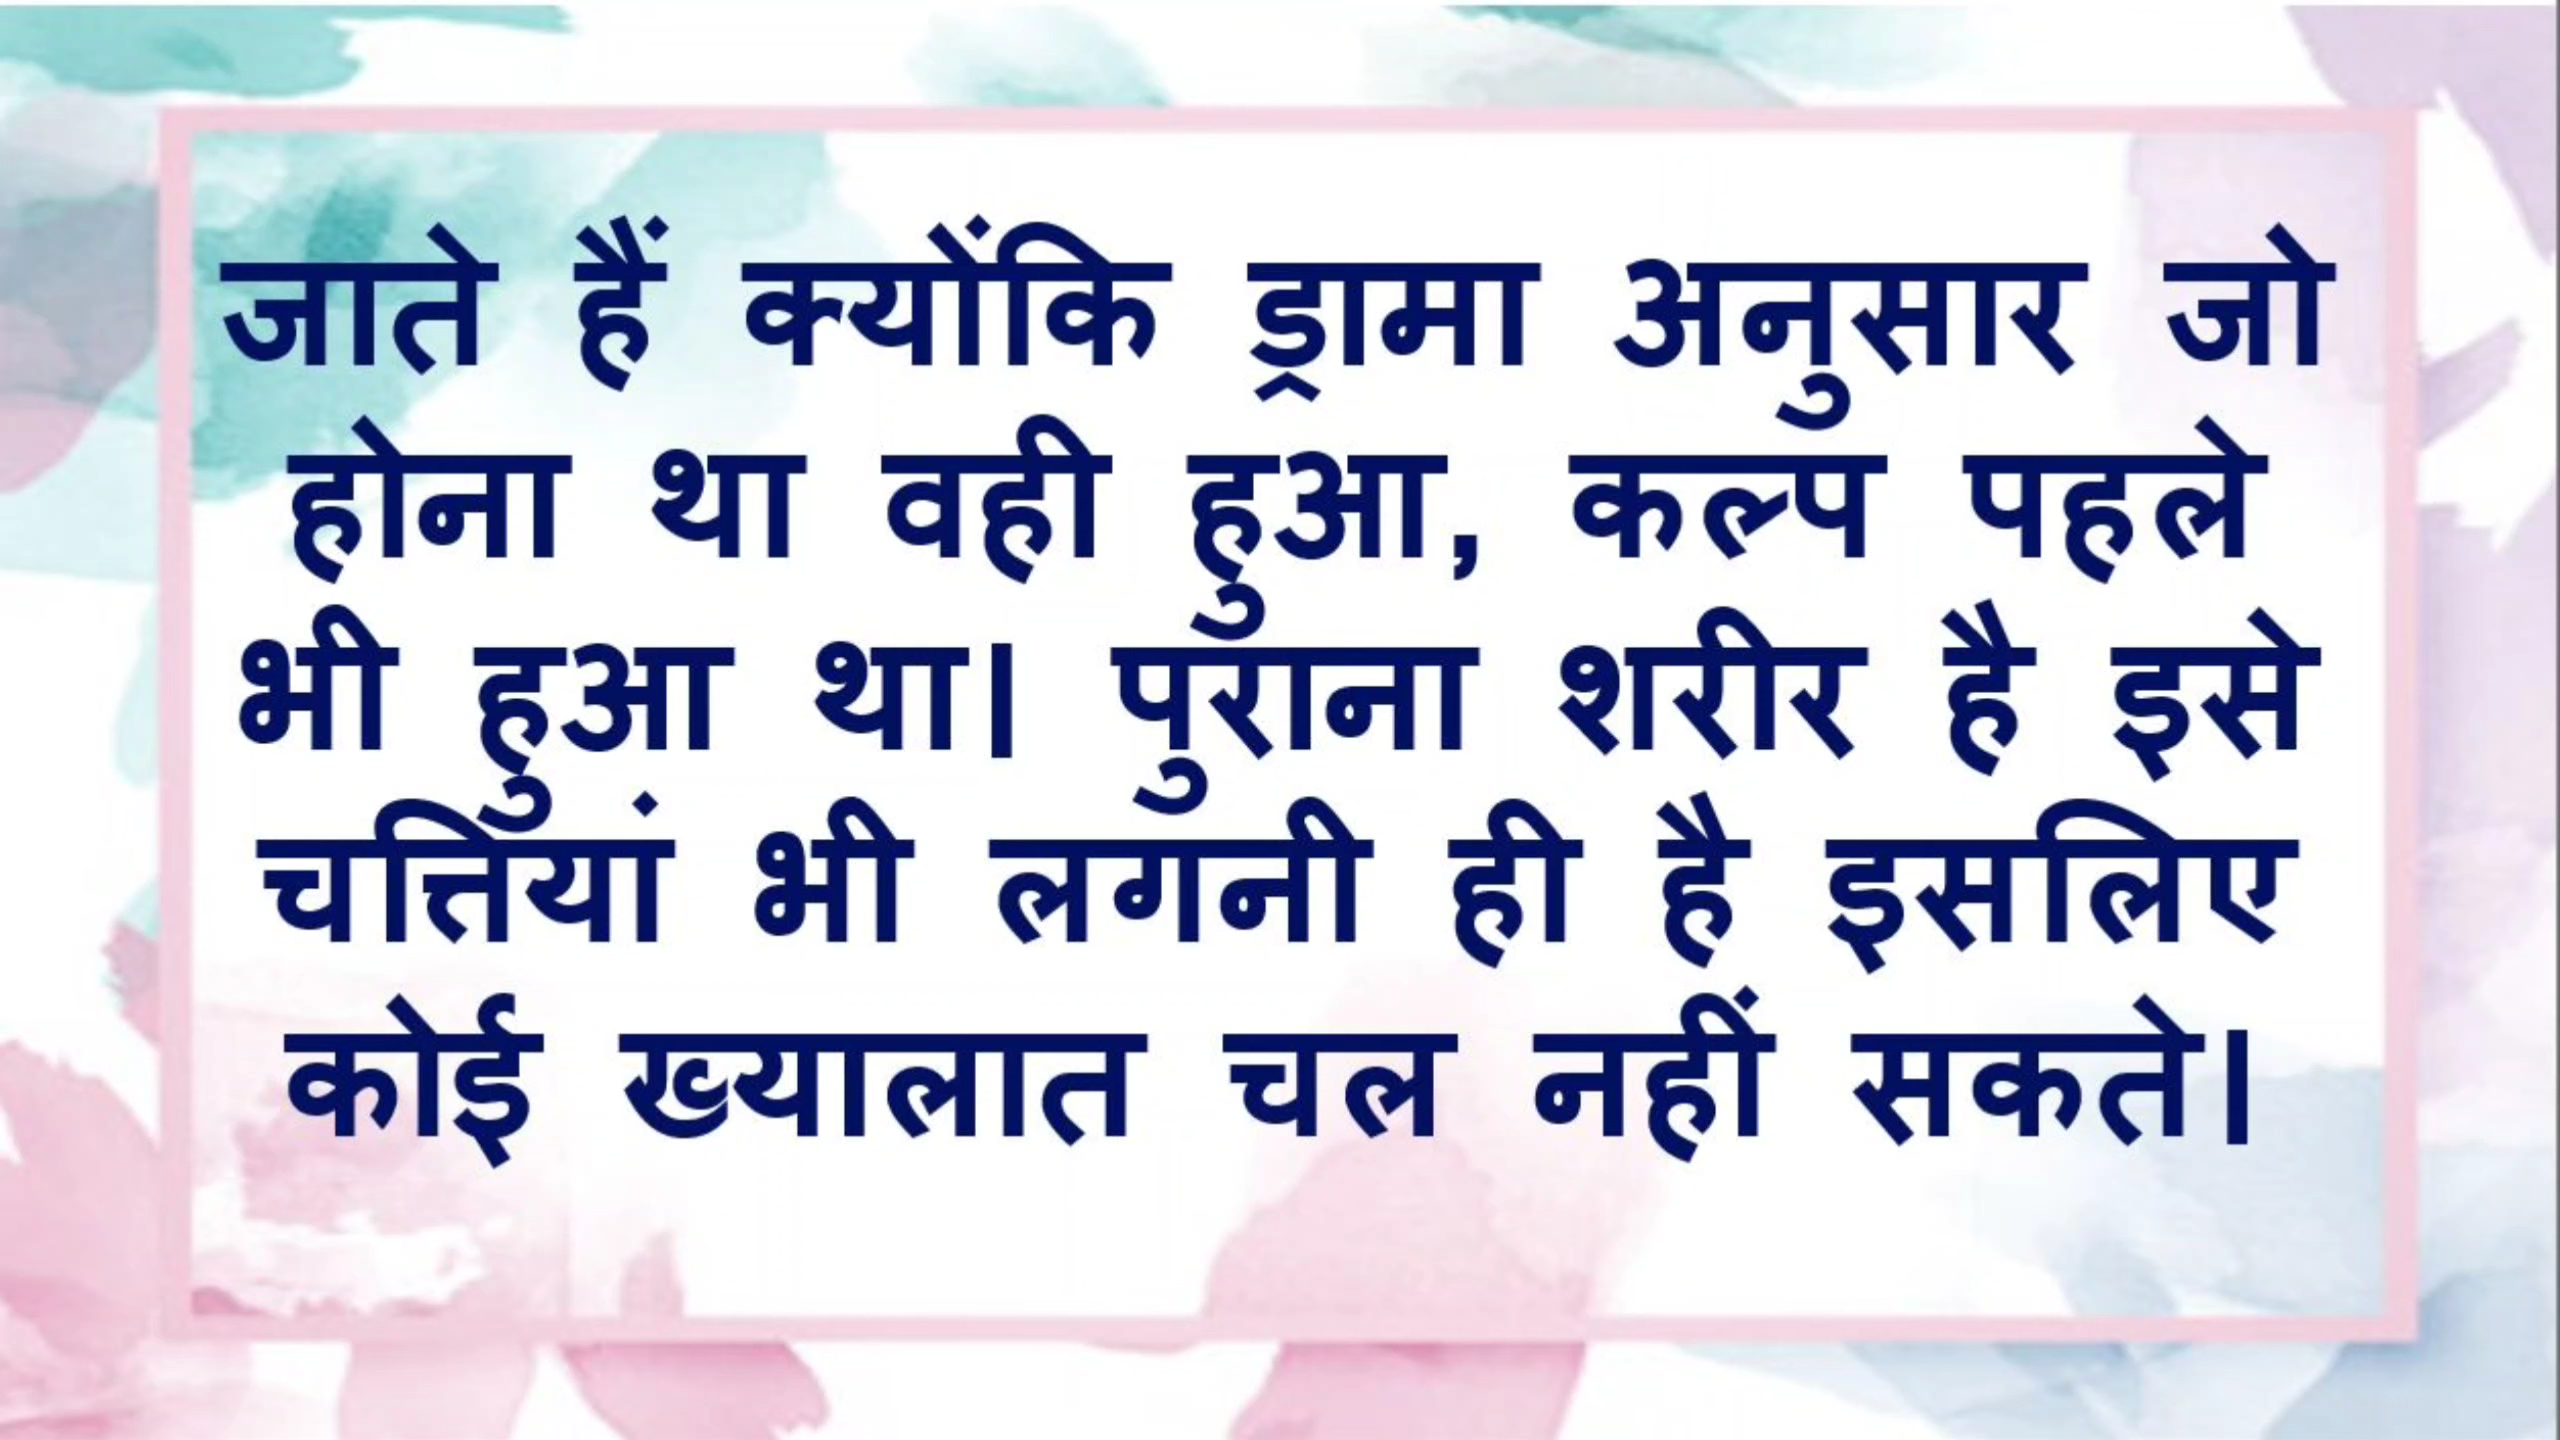 जाते हैं क्योंकि ड्रामा अनुसार जो
होना था वही हुआ, कल्प पहले
भी हुआ था। पुराना शरीर है इसे
चत्तियां भी लगनी ही है इसलिए
कोई ख्यालात चल नहीं सकते।